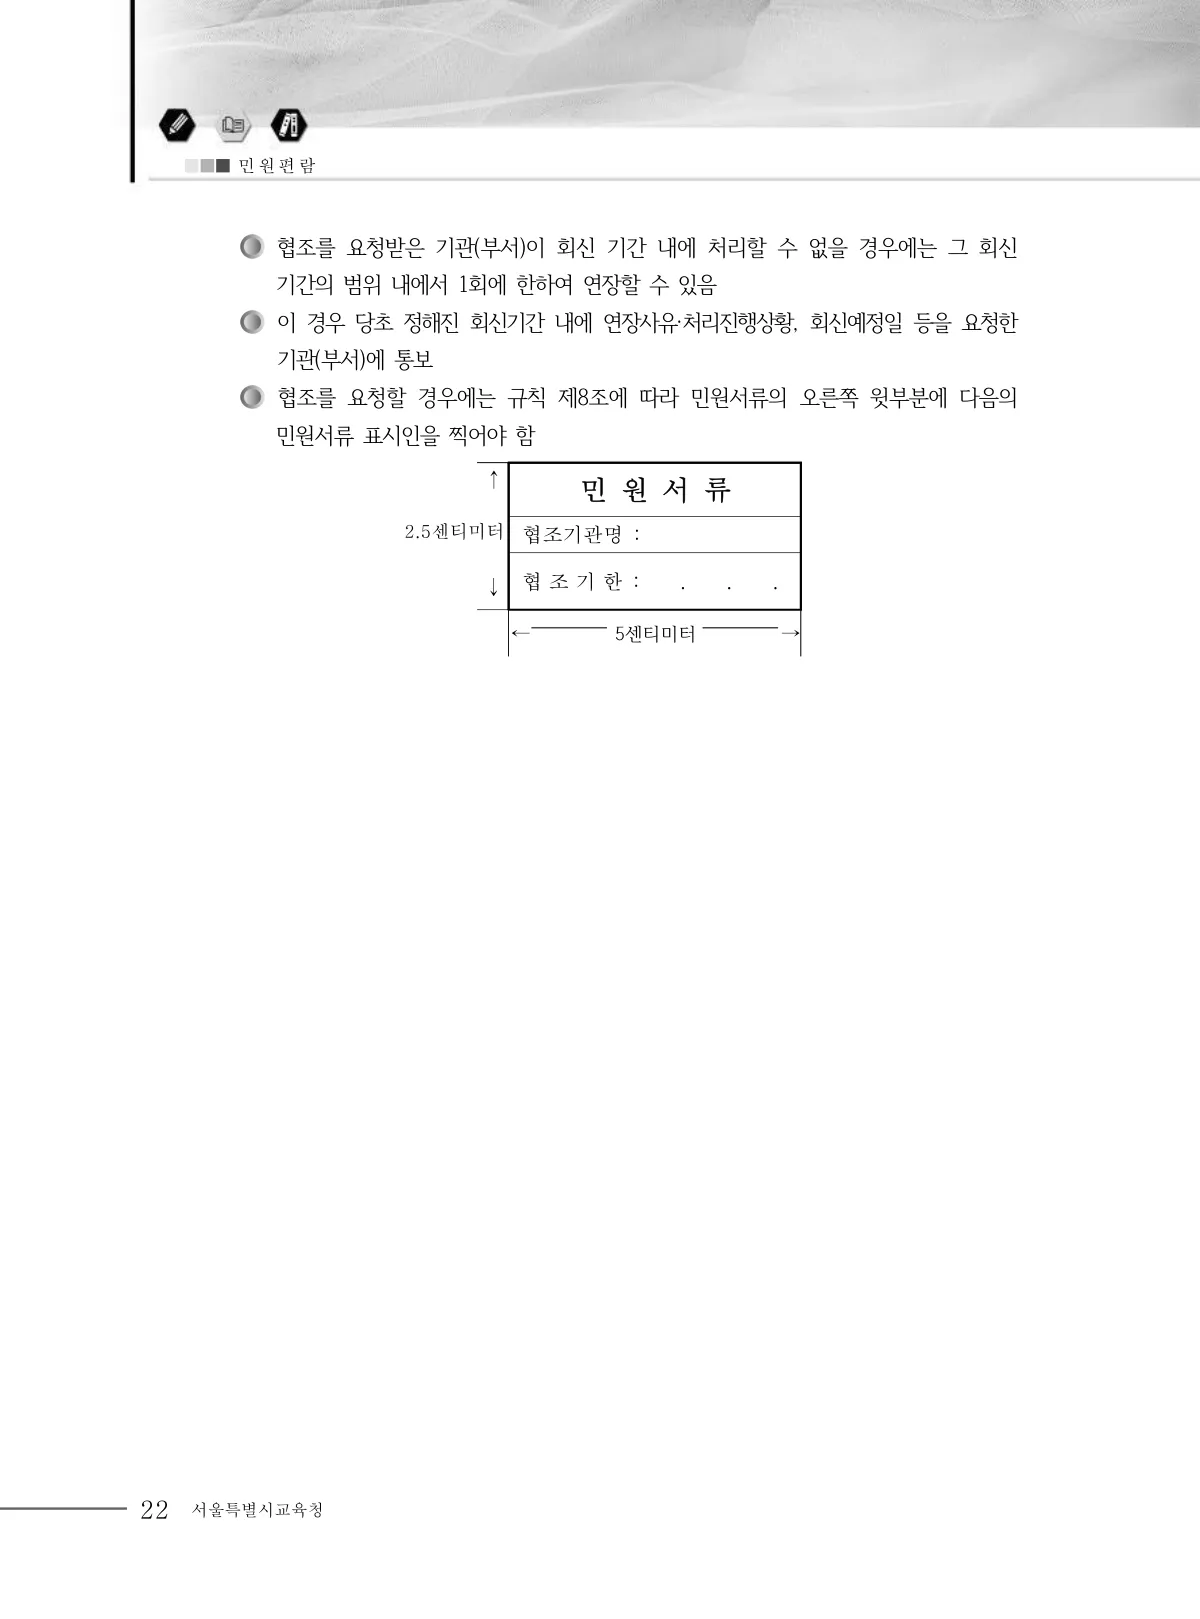 민원편람
협조를 요청받은 기관(부서)이 회신 기간 내에 처리할 수 없을 경우에는 그 회신
기간의 범위 내에서 1회에 한하여 연장할 수 있음
이 경우 당초 정해진 회신기간 내에 연장사유·처리진행상황, 회신예정일 등을 요청한
기관(부서)에 통보
협조를 요청할 경우에는 규칙 제8조에 따라 민원서류의 오른쪽 윗부분에 다음의
민원서류 표시인을 찍어야 함
↑
민 원 서 류
2.5센티미터
협조기관명 :
↓
협 조 기 한 : . . .
← 5센티미터 →
22 서울특별시교육청